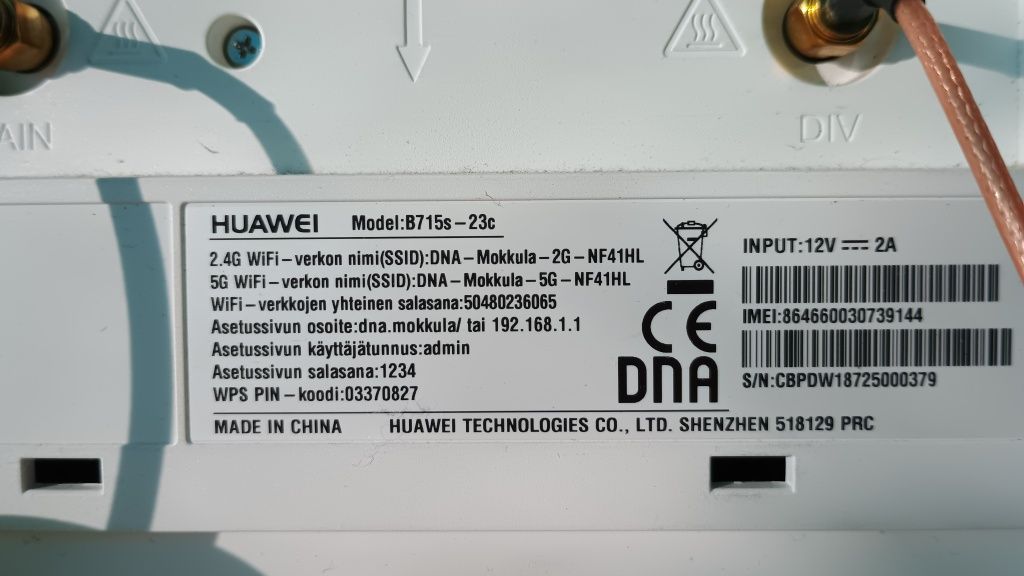 AIN
DIV
HUAWEI Model:B715s-23c
2.4G WiFi-verkon nimi(SSID):DNA-Mokkula-2G-NF41HL
5G WiFi-verkon nimi(SSID):DNA-Mokkula-5G-NF41HL
WiFi-verkkojen yhteinen salasana:50480236065
Asetussivun osoite:dna.mokkula/ tai 192.168.1.1
Asetussivun käyttäjätunnus:admin
Asetussivun salasana:1234
WPS PIN-koodi:03370827
CE
DNA
INPUT:12V ⎓ 2A
IMEI:864660030739144
S/N:CBPDW18725000379
MADE IN CHINA HUAWEI TECHNOLOGIES CO., LTD. SHENZHEN 518129 PRC